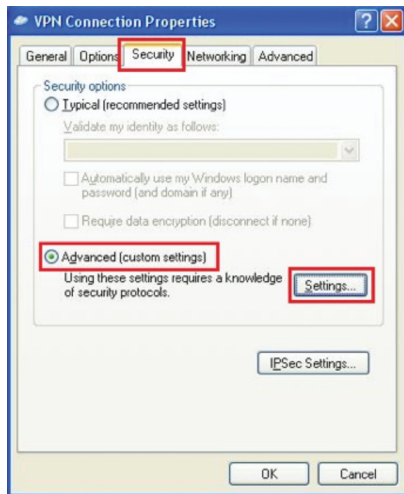 VPN Connection Properties
General Options Security Networking Advanced
Security options
Typical (recommended settings)
Validate my identity as follows:
Automatically use my Windows logon name and
password (and domain if any)
Require data encryption (disconnect if none)
Advanced (custom settings)
Using these settings requires a knowledge
of security protocols.
Settings...
IPSec Settings...
OK Cancel